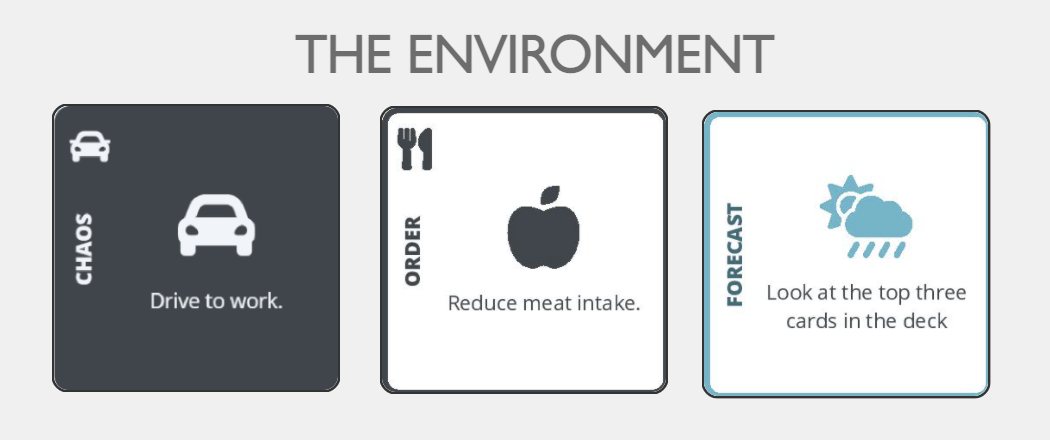 THE ENVIRONMENT
CHAOS
Drive to work.
ORDER
Reduce meat intake.
FORECAST
Look at the top three
cards in the deck